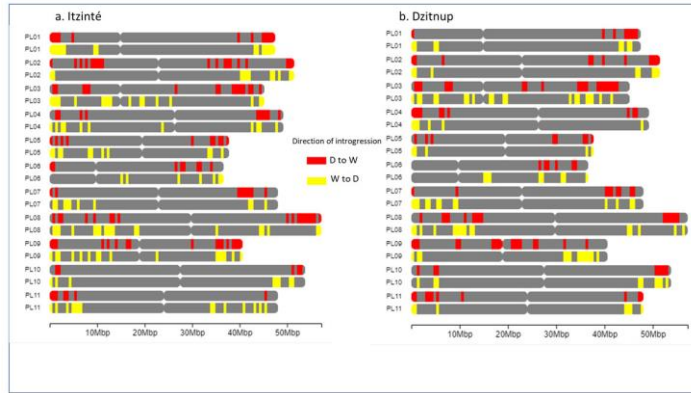 a. Itzinté
PL01
PL01
PL02
PL02
PL03
PL03
PL04
PL04
PL05
PL05
PL06
PL06
PL07
PL07
PL08
PL08
PL09
PL09
PL10
PL10
PL11
PL11
10Mbp 20Mbp 30Mbp 40Mbp 50Mbp
Direction of introgression
D to W
W to D
b. Dzitnup
PL01
PL01
PL02
PL02
PL03
PL03
PL04
PL04
PL05
PL05
PL06
PL06
PL07
PL07
PL08
PL08
PL09
PL09
PL10
PL10
PL11
PL11
10Mbp 20Mbp 30Mbp 40Mbp 50Mbp